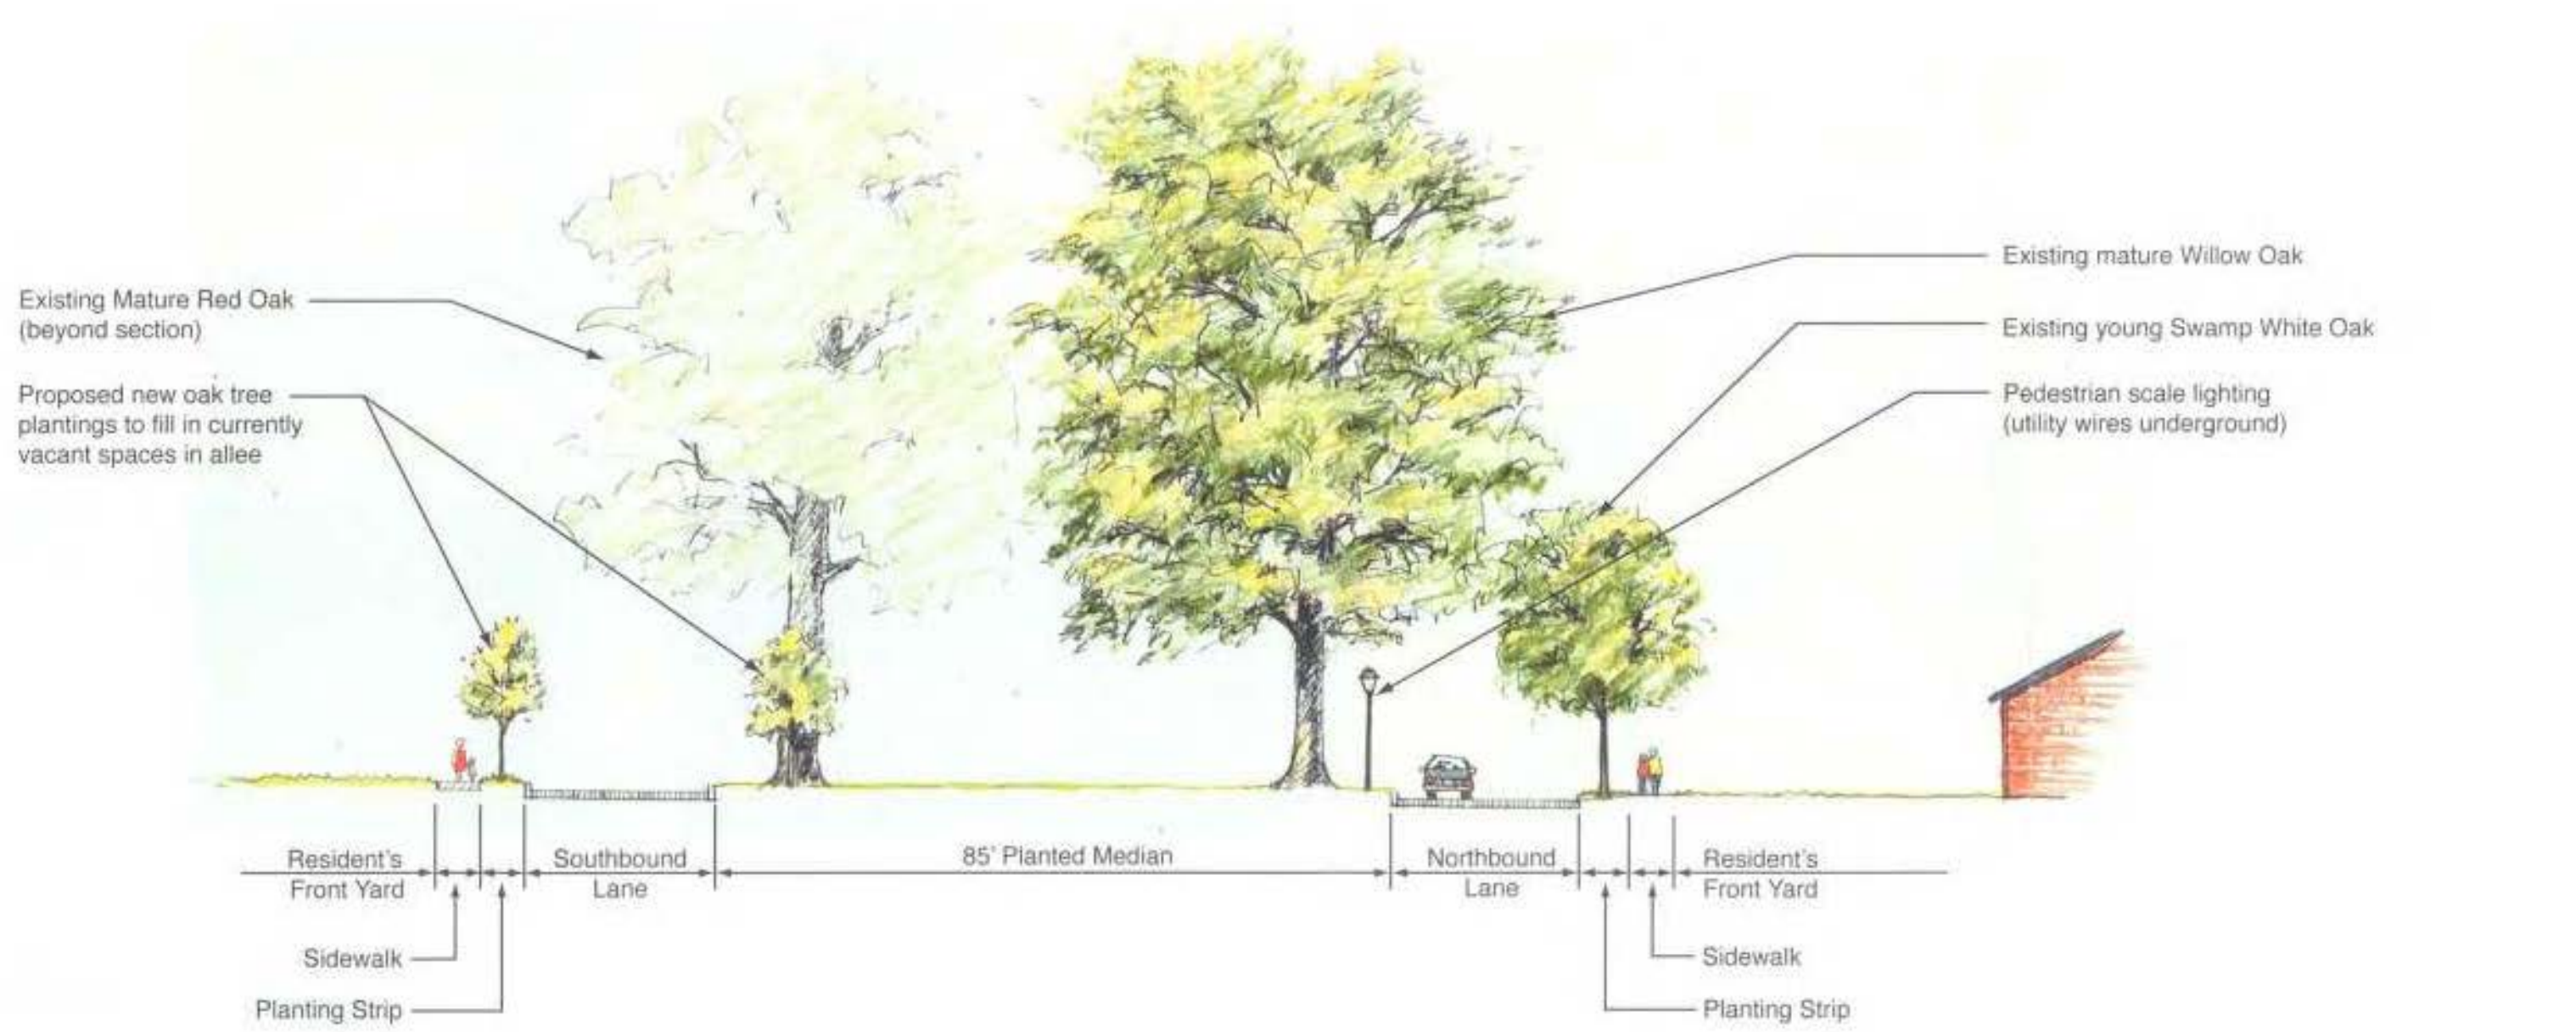 Existing Mature Red Oak
(beyond section)
Proposed new oak tree
plantings to fill in currently
vacant spaces in allee
Existing mature Willow Oak
Existing young Swamp White Oak
Pedestrian scale lighting
(utility wires underground)
Resident's
Front Yard
Southbound
Lane
85' Planted Median
Northbound
Lane
Resident's
Front Yard
Sidewalk
Planting Strip
Sidewalk
Planting Strip